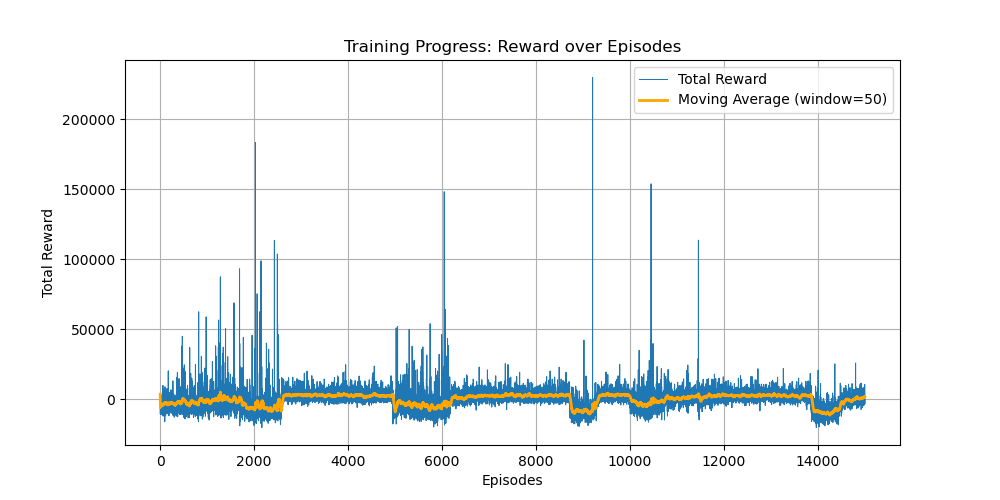 Training Progress: Reward over Episodes
Total Reward
Moving Average (window=50)
200000
150000
100000
50000
0
Total Reward
0 2000 4000 6000 8000 10000 12000 14000
Episodes